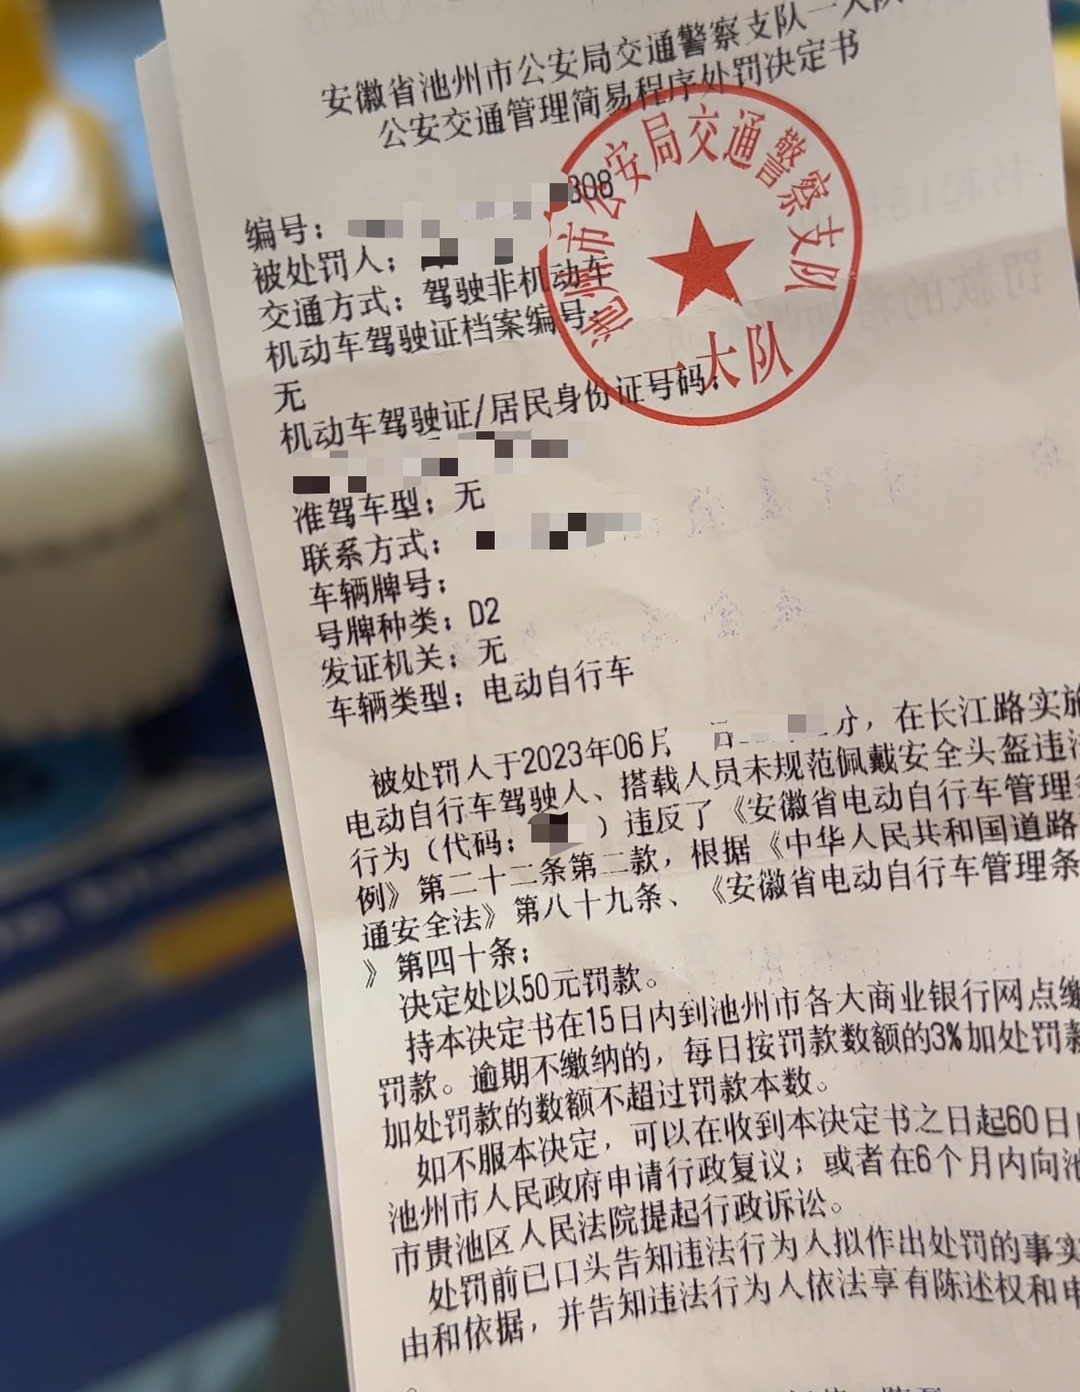 安徽省池州市公安局交通警察支队一大队
公安交通管理简易程序处罚决定书
池州市公安局交通警察支队
一大队
编号： 308
被处罚人：
交通方式：驾驶非机动车
机动车驾驶证档案编号：
无
机动车驾驶证/居民身份证号码：
准驾车型：无
联系方式：
车辆牌号：
号牌种类：D2
发证机关：无
车辆类型：电动自行车
被处罚人于2023年06月 日 分，在长江路实施
电动自行车驾驶人、搭载人员未规范佩戴安全头盔违法
行为（代码： ）违反了《安徽省电动自行车管理条
例》第二十二条第二款，根据《中华人民共和国道路
通安全法》第八十九条、《安徽省电动自行车管理条
》第四十条；
决定处以50元罚款。
持本决定书在15日内到池州市各大商业银行网点缴
罚款。逾期不缴纳的，每日按罚款数额的3%加处罚款
加处罚款的数额不超过罚款本数。
如不服本决定，可以在收到本决定书之日起60日内
池州市人民政府申请行政复议；或者在6个月内向池
市贵池区人民法院提起行政诉讼。
处罚前已口头告知违法行为人拟作出处罚的事实
由和依据，并告知违法行为人依法享有陈述权和申